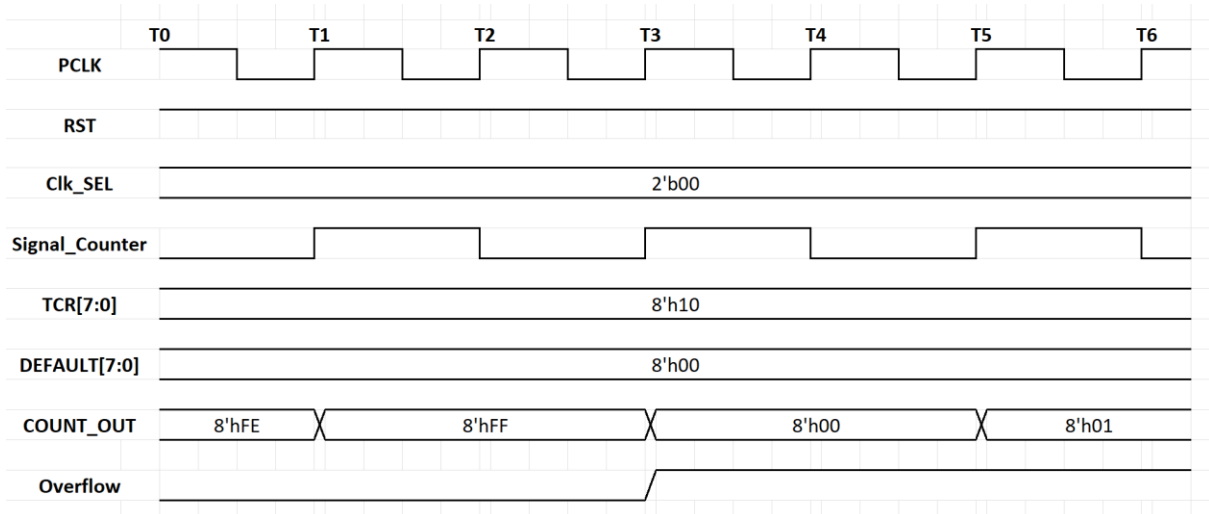 T0 T1 T2 T3 T4 T5 T6
PCLK
RST
Clk_SEL 2'b00
Signal_Counter
TCR[7:0] 8'h10
DEFAULT[7:0] 8'h00
COUNT_OUT 8'hFE 8'hFF 8'h00 8'h01
Overflow